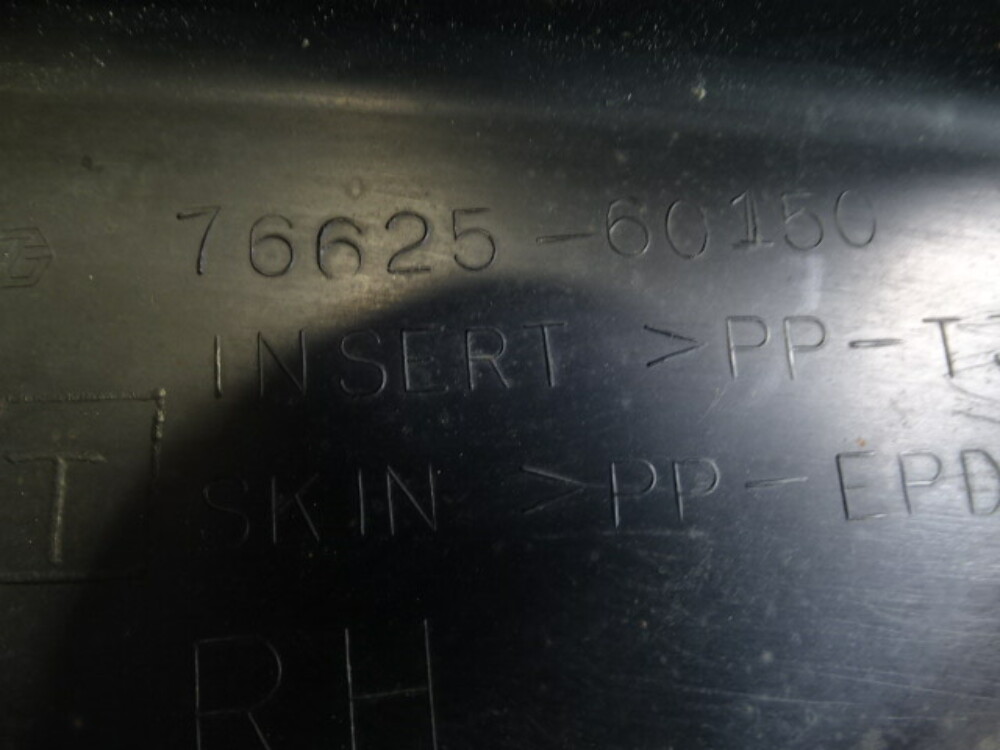 76625-60150
INSERT >PP-T
SKIN >PP-EPD
T
RH